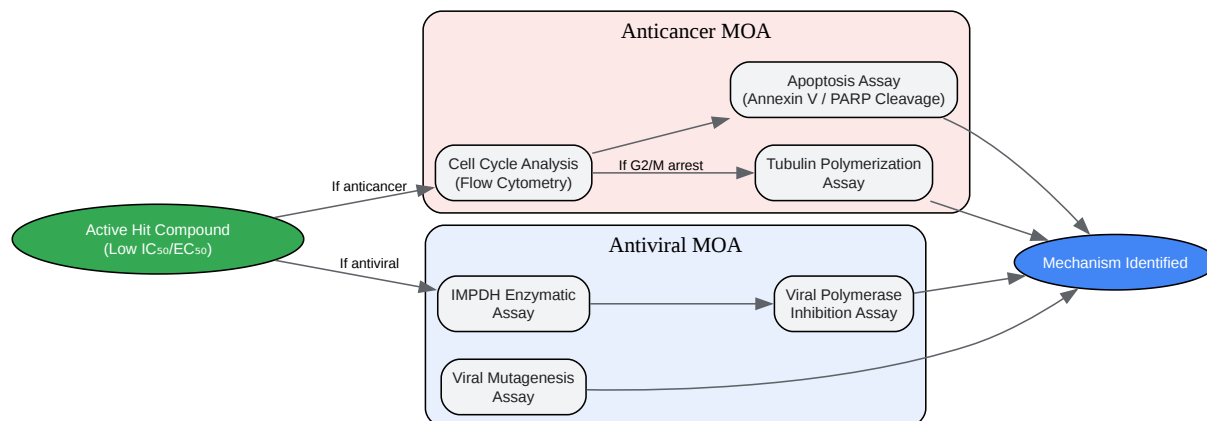 Anticancer MOA
Apoptosis Assay
(Annexin V / PARP Cleavage)
Cell Cycle Analysis
(Flow Cytometry)
If G2/M arrest
Tubulin Polymerization
Assay
If anticancer
Active Hit Compound
(Low IC₅₀/EC₅₀)
If antiviral
Antiviral MOA
IMPDH Enzymatic
Assay
Viral Polymerase
Inhibition Assay
Viral Mutagenesis
Assay
Mechanism Identified